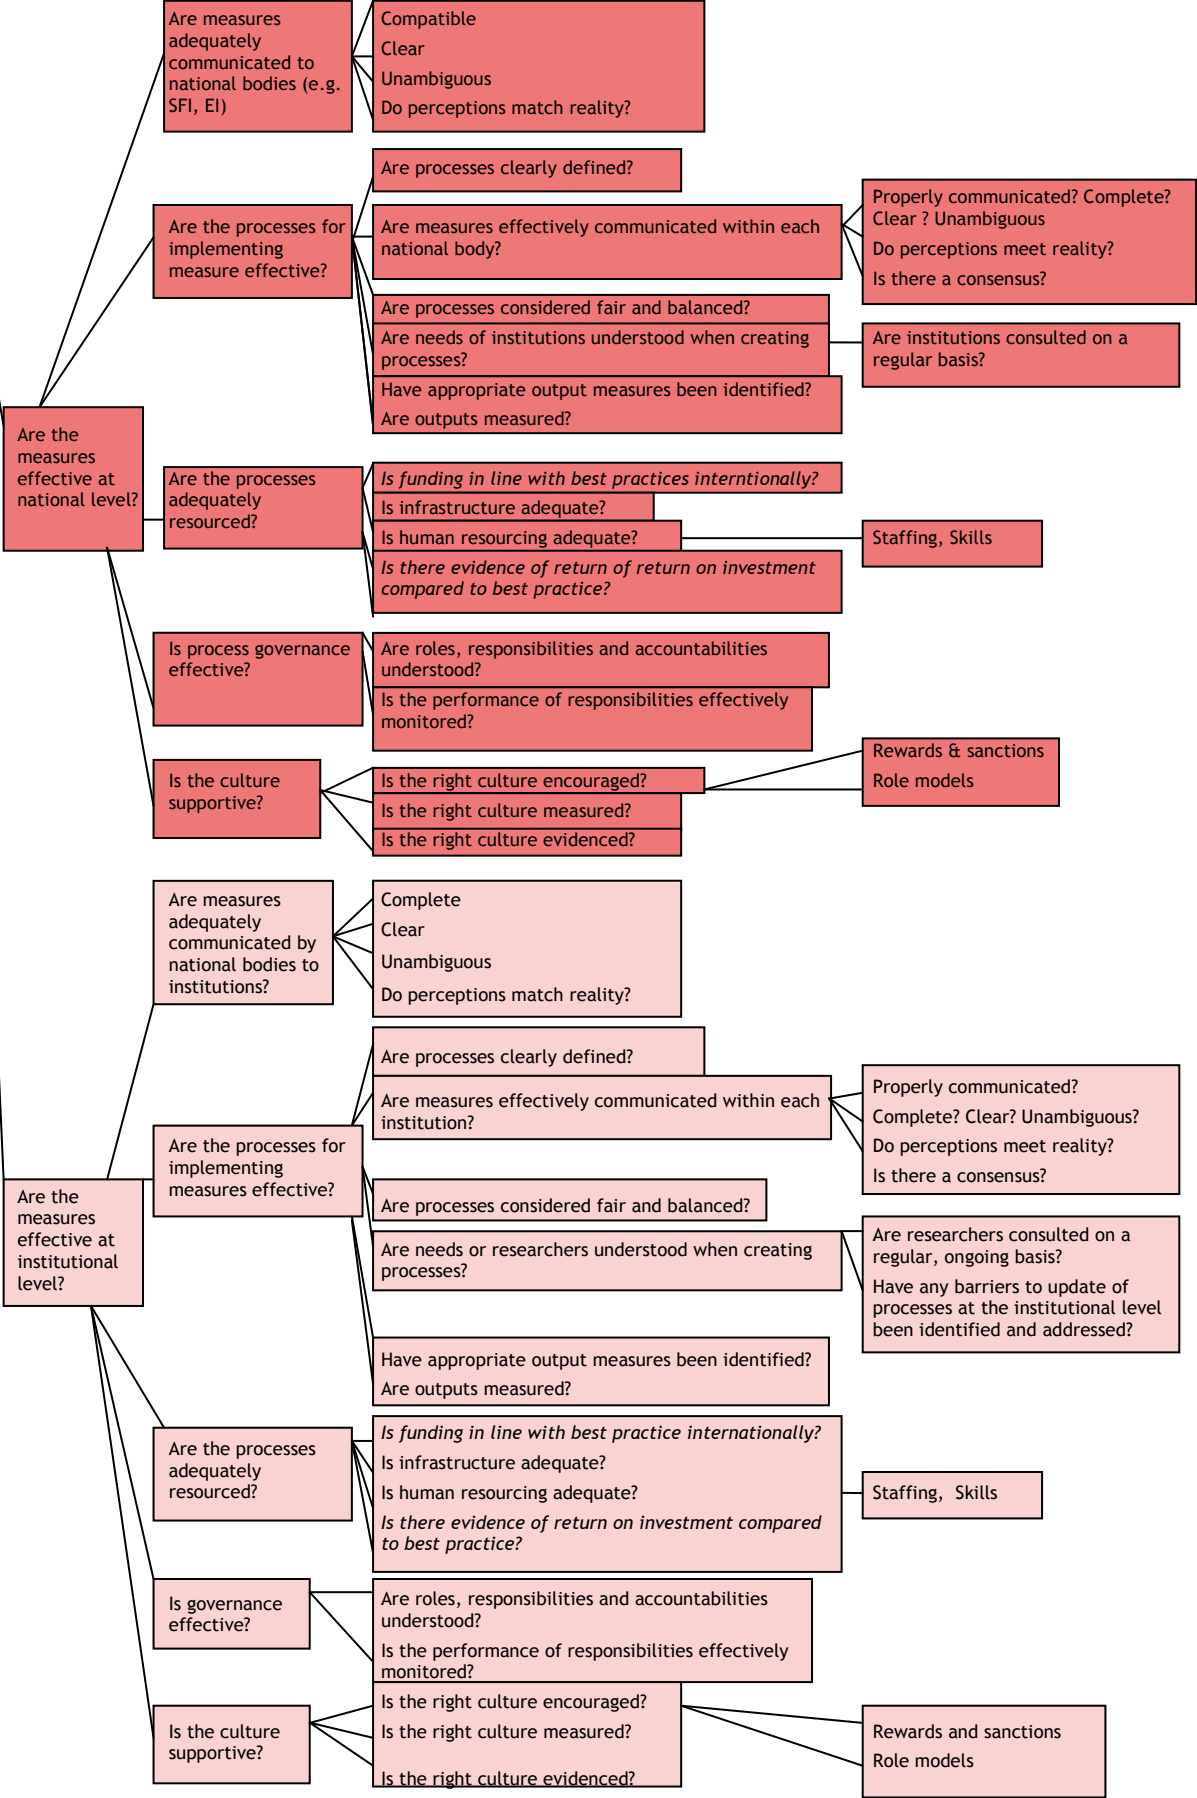 Are measures
adequately
communicated to
national bodies (e.g.
SFI, EI)
Compatible
Clear
Unambiguous
Do perceptions match reality?
Are processes clearly defined?
Are the processes for
implementing
measure effective?
Are measures effectively communicated within each
national body?
Properly communicated? Complete?
Clear ? Unambiguous
Do perceptions meet reality?
Is there a consensus?
Are processes considered fair and balanced?
Are needs of institutions understood when creating
processes?
Are institutions consulted on a
regular basis?
Have appropriate output measures been identified?
Are outputs measured?
Are the
measures
effective at
national level?
Are the processes
adequately
resourced?
Is funding in line with best practices interntionally?
Is infrastructure adequate?
Is human resourcing adequate?
Staffing, Skills
Is there evidence of return of return on investment
compared to best practice?
Is process governance
effective?
Are roles, responsibilities and accountabilities
understood?
Is the performance of responsibilities effectively
monitored?
Is the culture
supportive?
Is the right culture encouraged?
Is the right culture measured?
Is the right culture evidenced?
Rewards & sanctions
Role models
Are measures
adequately
communicated by
national bodies to
institutions?
Complete
Clear
Unambiguous
Do perceptions match reality?
Are processes clearly defined?
Are measures effectively communicated within each
institution?
Properly communicated?
Complete? Clear? Unambiguous?
Do perceptions meet reality?
Is there a consensus?
Are the processes for
implementing
measures effective?
Are the
measures
effective at
institutional
level?
Are processes considered fair and balanced?
Are needs or researchers understood when creating
processes?
Are researchers consulted on a
regular, ongoing basis?
Have any barriers to update of
processes at the institutional level
been identified and addressed?
Have appropriate output measures been identified?
Are outputs measured?
Are the processes
adequately
resourced?
Is funding in line with best practice internationally?
Is infrastructure adequate?
Is human resourcing adequate?
Is there evidence of return on investment compared
to best practice?
Staffing,  Skills
Is governance
effective?
Are roles, responsibilities and accountabilities
understood?
Is the performance of responsibilities effectively
monitored?
Is the culture
supportive?
Is the right culture encouraged?
Is the right culture measured?
Is the right culture evidenced?
Rewards and sanctions
Role models